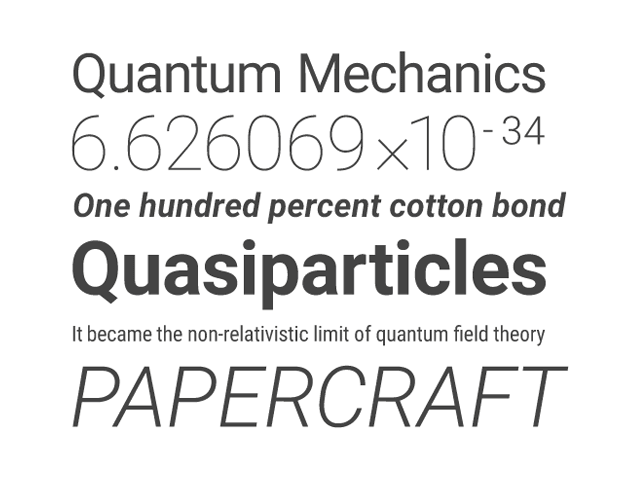 Quantum Mechanics
6.626069×10⁻³⁴
One hundred percent cotton bond
Quasiparticles
It became the non-relativistic limit of quantum field theory
PAPERCRAFT